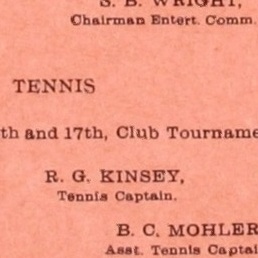 S. B. WRIGHT,
Chairman Entert. Comm.
TENNIS
th and 17th, Club Tourname
R. G. KINSEY,
Tennis Captain.
B. C. MOHLER
Asst. Tennis Captai